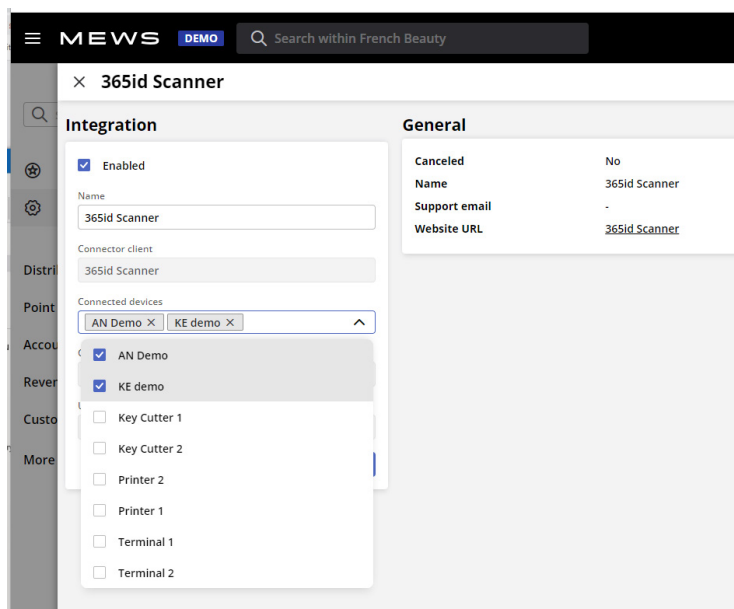 MEWS DEMO Search within French Beauty
365id Scanner
Integration
Enabled
Name
365id Scanner
Connector client
365id Scanner
Connected devices
AN Demo KE demo
AN Demo
KE demo
Key Cutter 1
Key Cutter 2
Printer 2
Printer 1
Terminal 1
Terminal 2
General
Canceled No
Name 365id Scanner
Support email -
Website URL 365id Scanner
Distri
Point
Accou
Rever
Custo
More